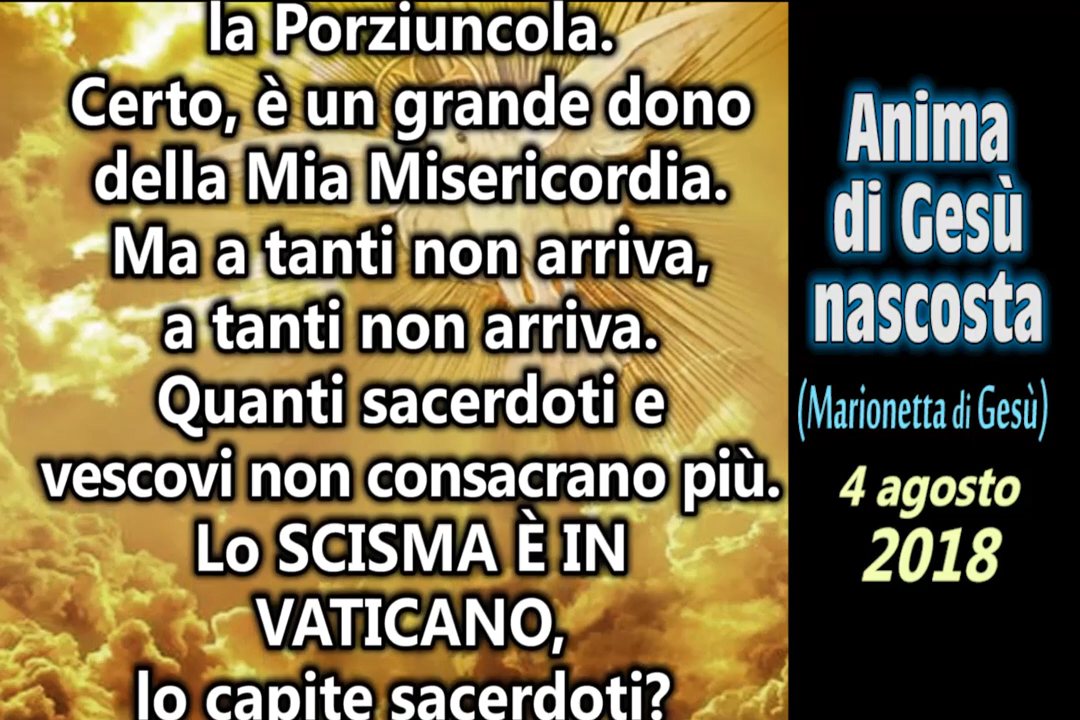 la Porziuncola.
Certo, è un grande dono
della Mia Misericordia.
Ma a tanti non arriva,
a tanti non arriva.
Quanti sacerdoti e
vescovi non consacrano più.
Lo SCISMA È IN
VATICANO,
lo capite sacerdoti?
Anima
di Gesù
nascosta
(Marionetta di Gesù)
4 agosto
2018